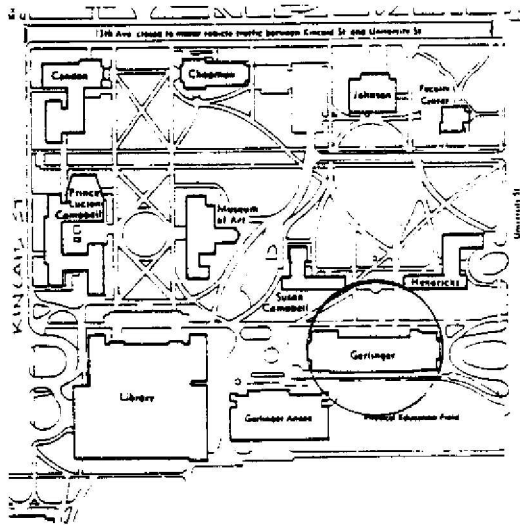 13th Ave closed to motor vehicle traffic between Kincaid St and University St
Condon
Chapman
Johnson
Faculty
Center
Prince
Lucien
Campbell
Museum
of Art
University St
KINCAID ST
Susan
Campbell
Hendricks
Gerlinger
Library
Gerlinger Annex
Physical Education Field